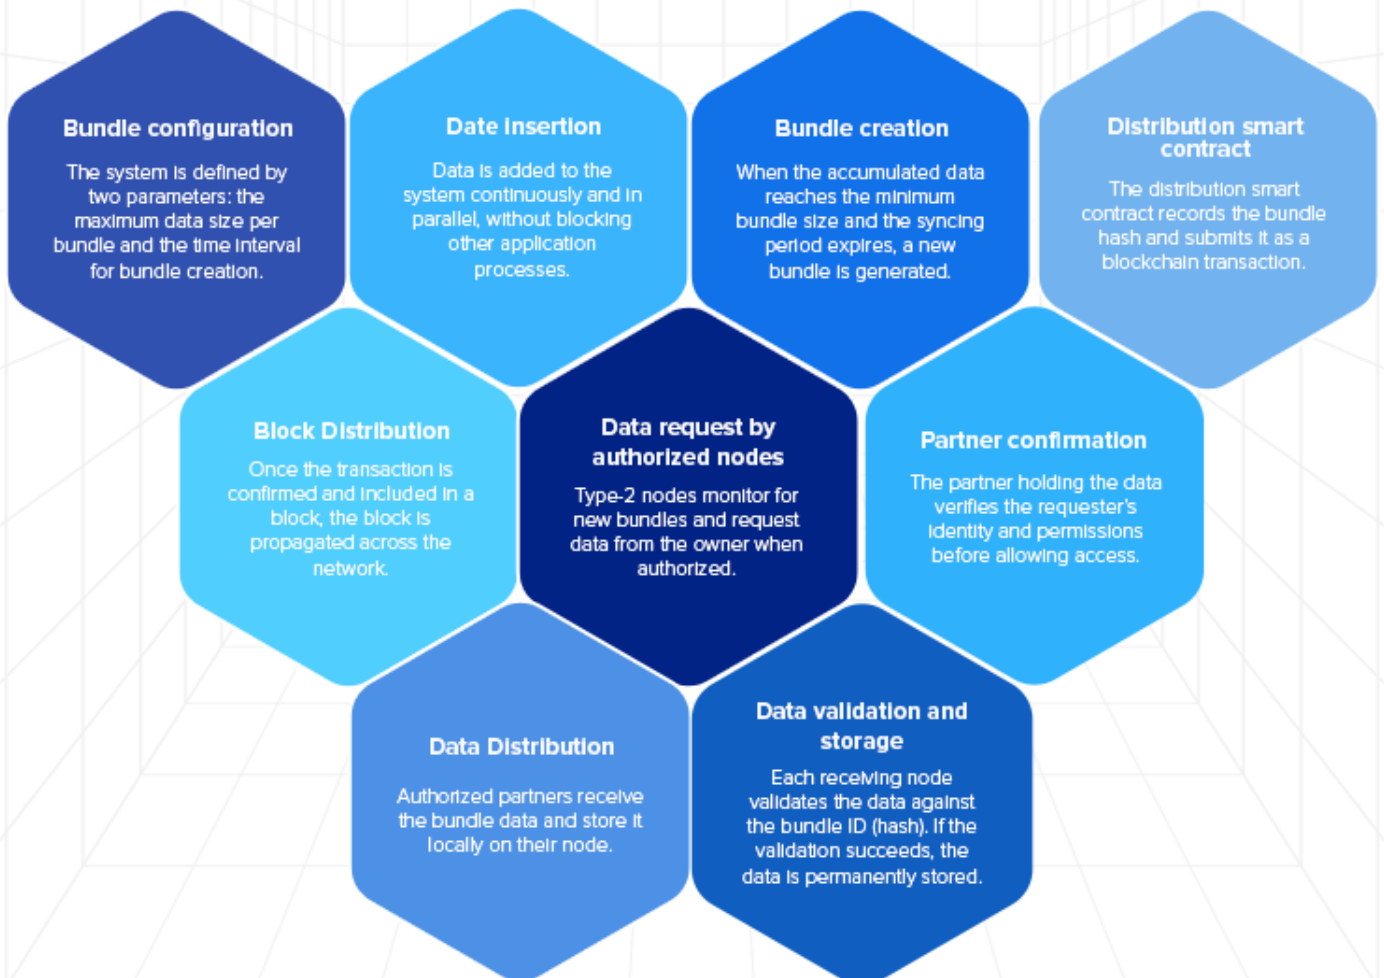 Bundle configuration
The system is defined by
two parameters: the
maximum data size per
bundle and the time interval
for bundle creation.
Date insertion
Data is added to the
system continuously and in
parallel, without blocking
other application
processes.
Bundle creation
When the accumulated data
reaches the minimum
bundle size and the syncing
period expires, a new
bundle is generated.
Distribution smart
contract
The distribution smart
contract records the bundle
hash and submits it as a
blockchain transaction.
Block Distribution
Once the transaction is
confirmed and included in a
block, the block is
propagated across the
network.
Data request by
authorized nodes
Type-2 nodes monitor for
new bundles and request
data from the owner when
authorized.
Partner confirmation
The partner holding the data
verifies the requester's
identity and permissions
before allowing access.
Data Distribution
Authorized partners receive
the bundle data and store it
locally on their node.
Data validation and
storage
Each receiving node
validates the data against
the bundle ID (hash). If the
validation succeeds, the
data is permanently stored.